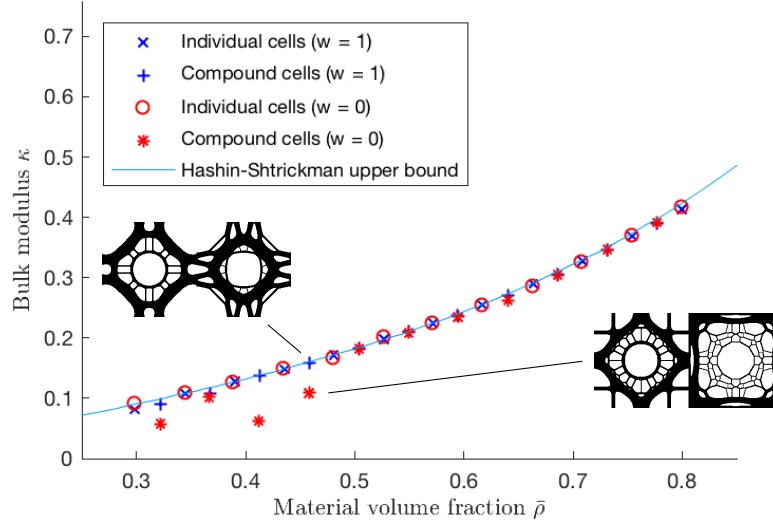 0.7
0.6
0.5
0.4
0.3
0.2
0.1
0
Bulk modulus κ
Individual cells (w = 1)
Compound cells (w = 1)
Individual cells (w = 0)
Compound cells (w = 0)
Hashin-Shtrickman upper bound
0.3 0.4 0.5 0.6 0.7 0.8
Material volume fraction ρ̄